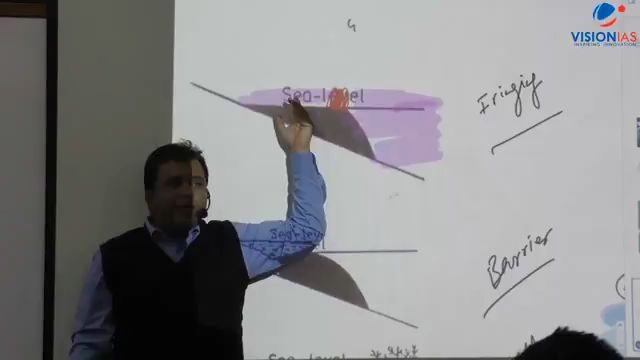 VISIONIAS
INSPIRING INNOVATION
G
Sea-level
Fringing
Sea-level
Barrier
Sea-level